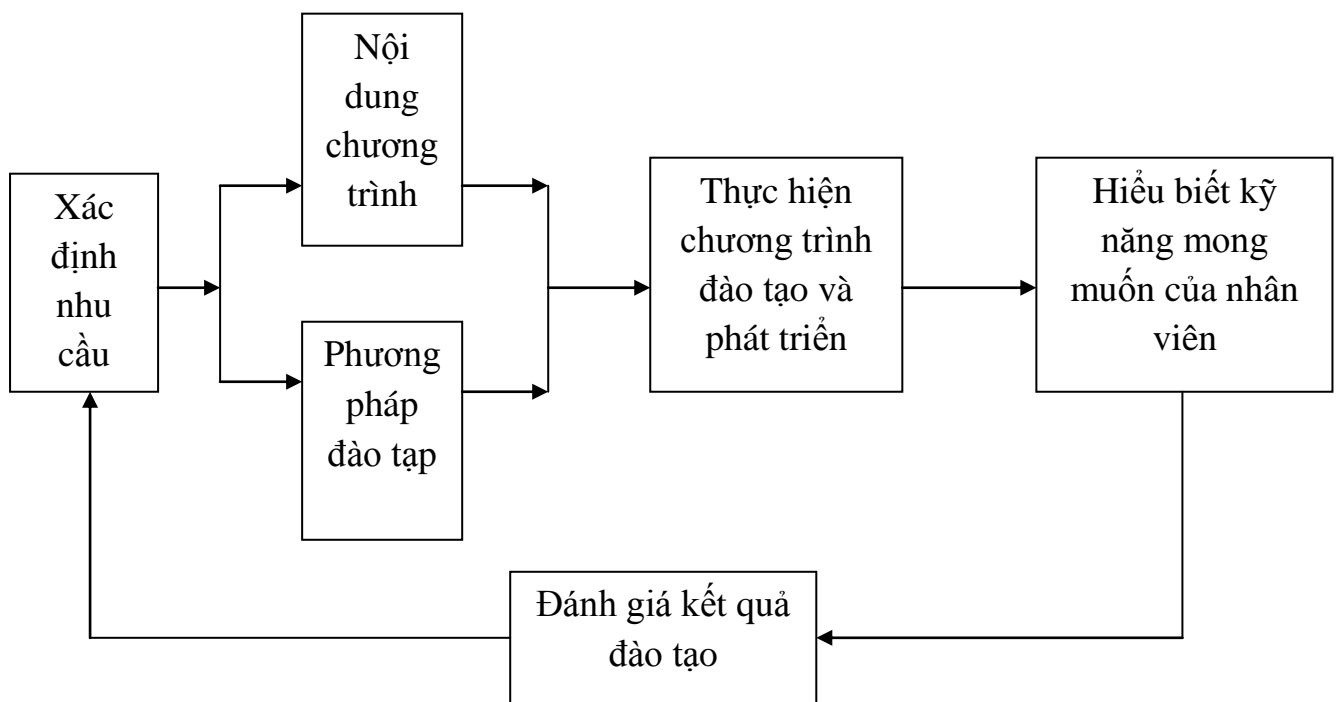 Xác
định
nhu
cầu
Nội
dung
chương
trình
Phương
pháp
đào tạp
Thực hiện
chương trình
đào tạo và
phát triển
Hiểu biết kỹ
năng mong
muốn của nhân
viên
Đánh giá kết quả
đào tạo